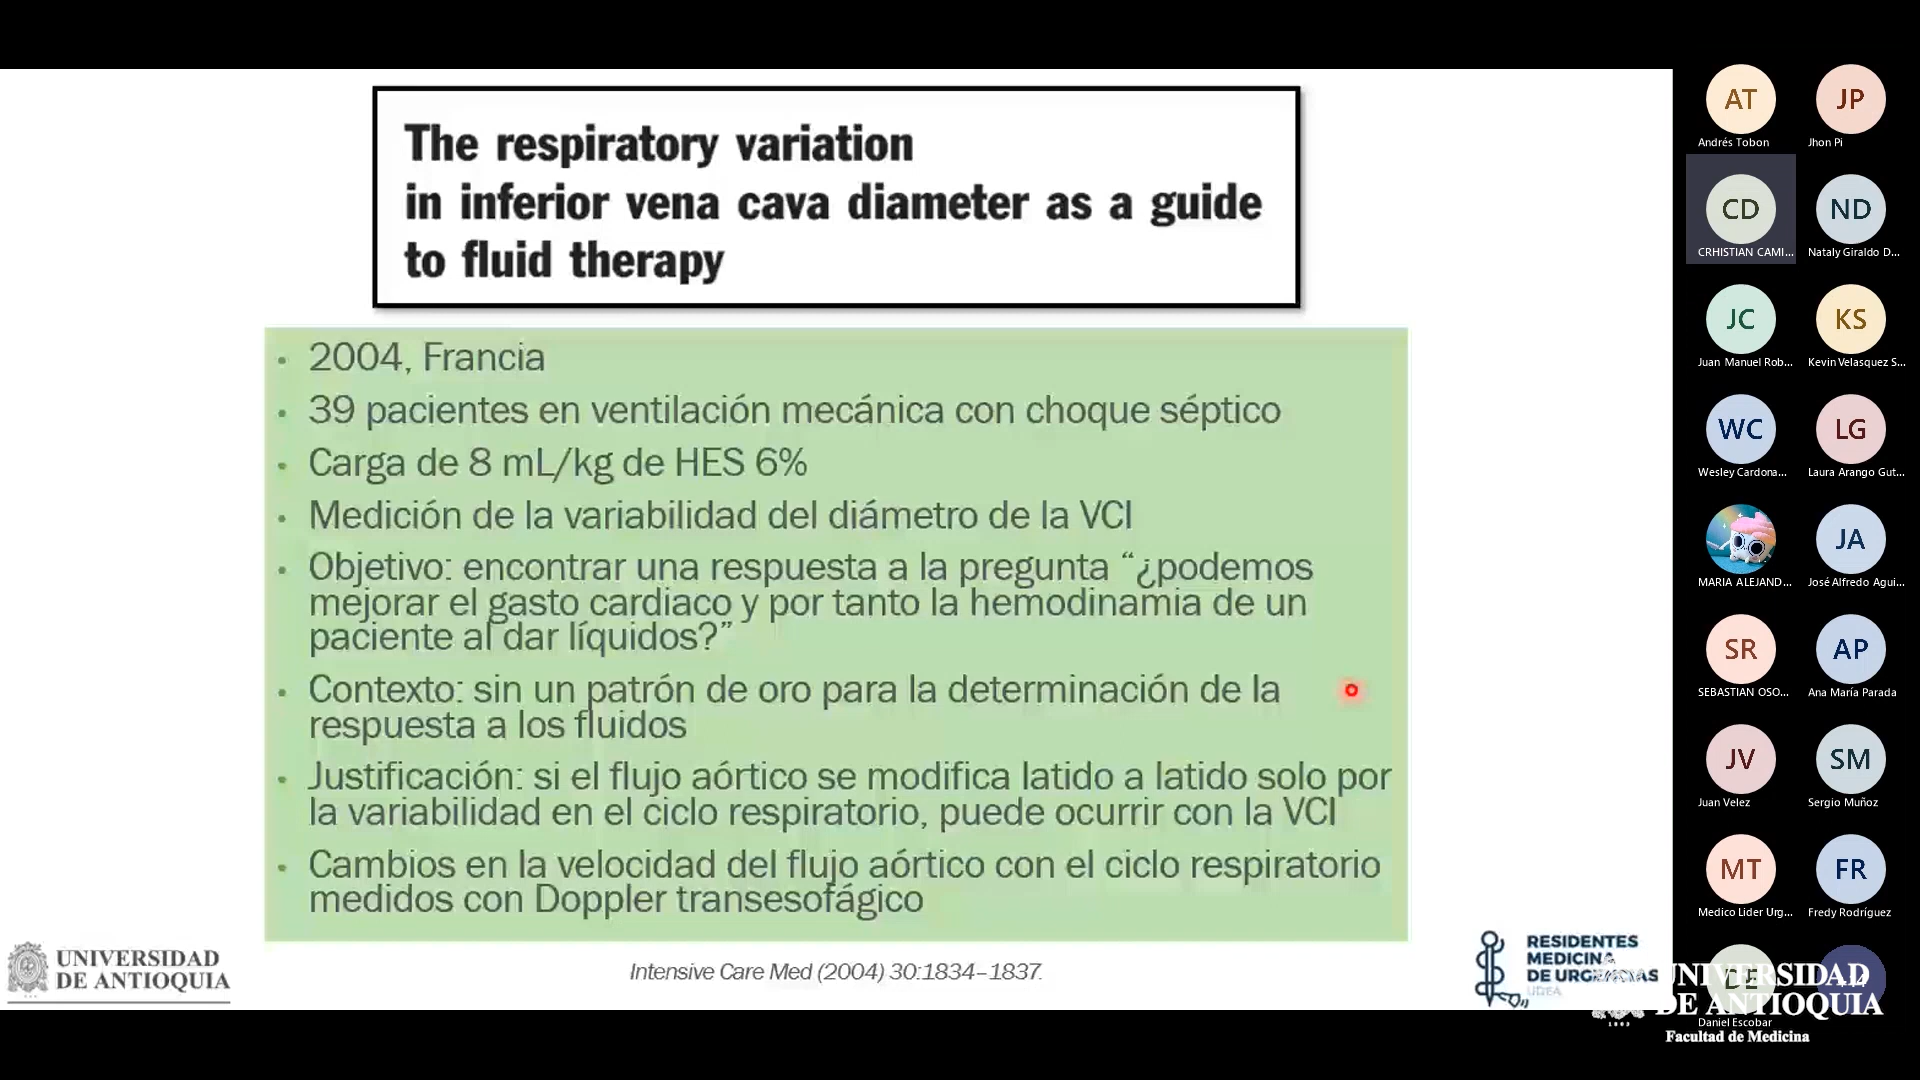 The respiratory variation
in inferior vena cava diameter as a guide
to fluid therapy
• 2004, Francia
• 39 pacientes en ventilación mecánica con choque séptico
• Carga de 8 mL/kg de HES 6%
• Medición de la variabilidad del diámetro de la VCI
• Objetivo: encontrar una respuesta a la pregunta “¿podemos
mejorar el gasto cardiaco y por tanto la hemodinamia de un
paciente al dar líquidos?”
• Contexto: sin un patrón de oro para la determinación de la
respuesta a los fluidos
• Justificación: si el flujo aórtico se modifica latido a latido solo por
la variabilidad en el ciclo respiratorio, puede ocurrir con la VCI
• Cambios en la velocidad del flujo aórtico con el ciclo respiratorio
medidos con Doppler transesofágico
Intensive Care Med (2004) 30:1834–1837.
UNIVERSIDAD
DE ANTIOQUIA
RESIDENTES
MEDICINA
DE URGENCIAS
UDEA
AT
Andrés Tobon
JP
Jhon Pi
CD
CRHISTIAN CAMI...
ND
Nataly Giraldo D...
JC
Juan Manuel Rob...
KS
Kevin Velasquez S...
WC
Wesley Cardona...
LG
Laura Arango Gut...
MARIA ALEJAND...
JA
José Alfredo Agui...
SR
SEBASTIAN OSO...
AP
Ana María Parada
JV
Juan Velez
SM
Sergio Muñoz
MT
Medico Lider Urg...
FR
Fredy Rodríguez
DE
Daniel Escobar
UNIVERSIDAD
DE ANTIOQUIA
1803
Facultad de Medicina